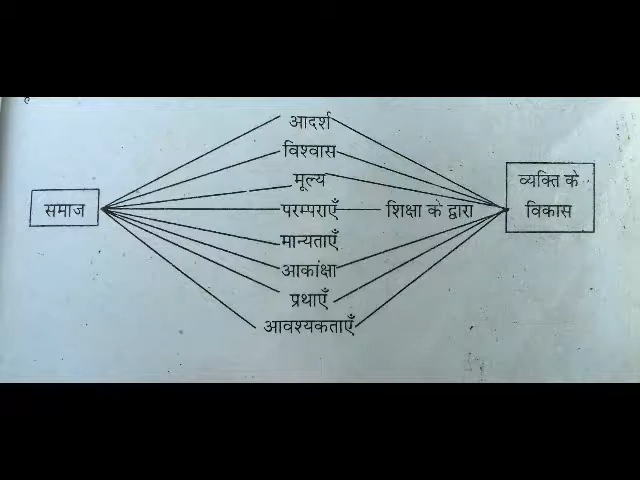 आदर्श
विश्वास
मूल्य
समाज
परम्पराएँ
शिक्षा के द्वारा
व्यक्ति के
विकास
मान्यताएँ
आकांक्षा
प्रथाएँ
आवश्यकताएँ